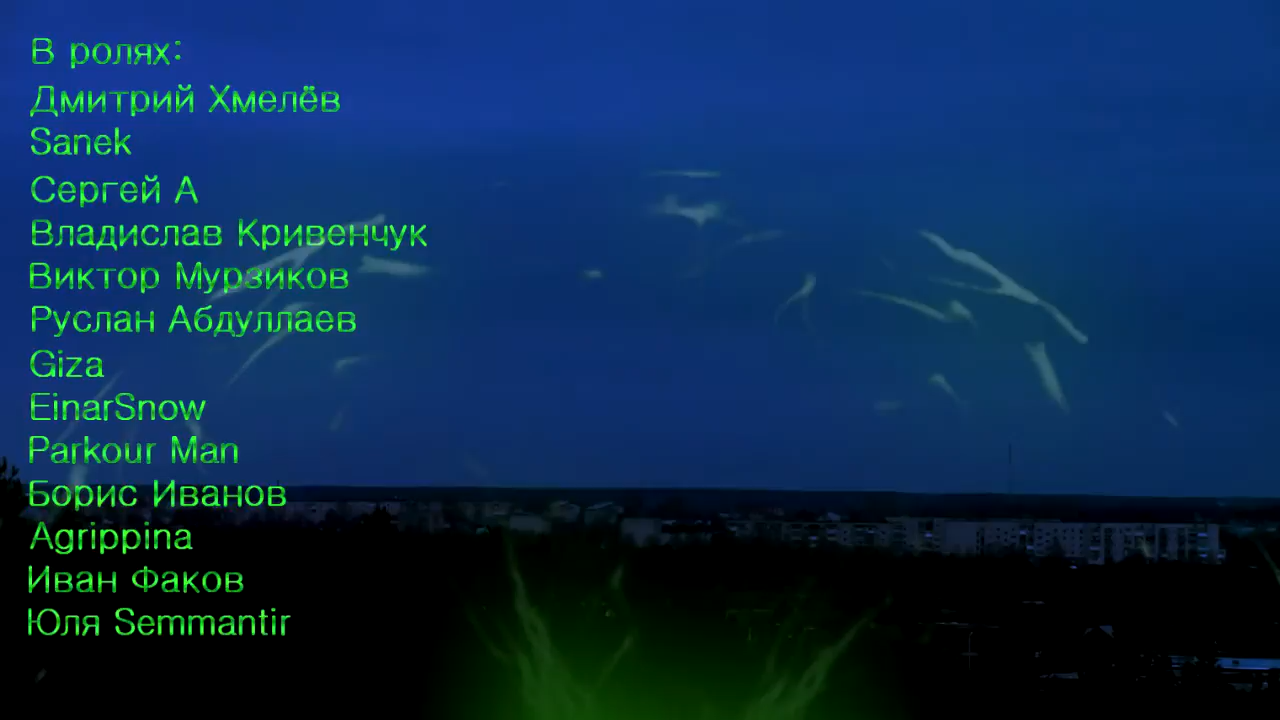 В ролях:
Дмитрий Хмелёв
Sanek
Сергей А
Владислав Кривенчук
Виктор Мурзиков
Руслан Абдуллаев
Giza
EinarSnow
Parkour Man
Борис Иванов
Agrippina
Иван Факов
Юля Semmantir